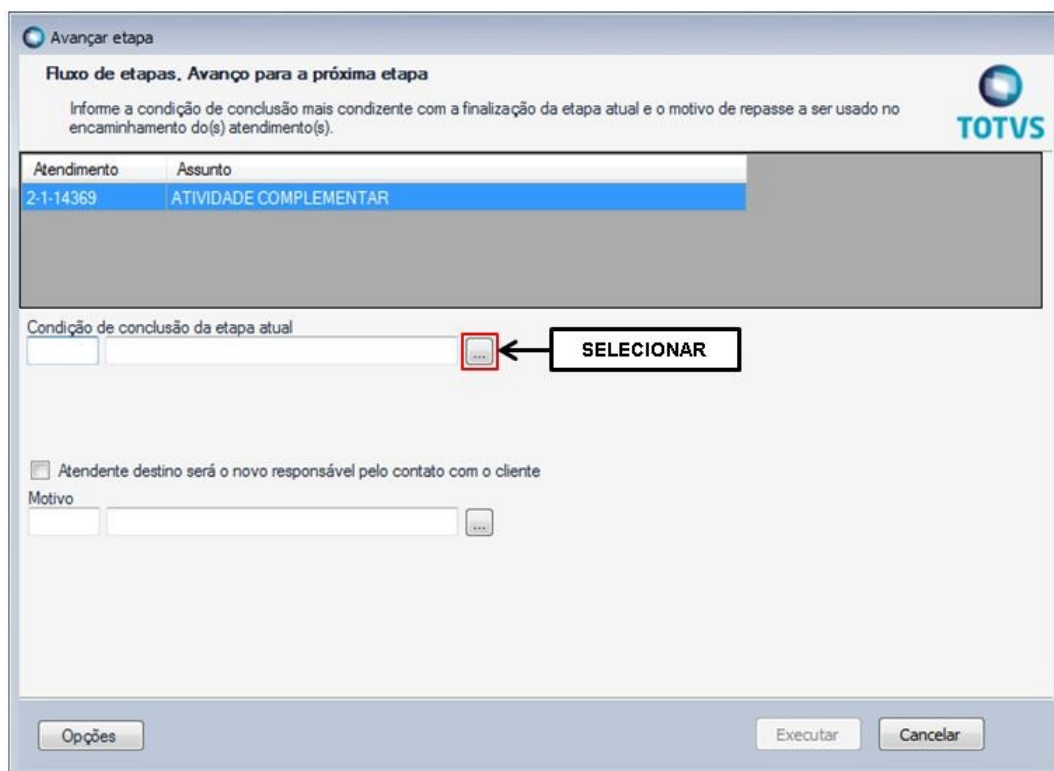 Avançar etapa
Fluxo de etapas, Avanço para a próxima etapa
Informe a condição de conclusão mais condizente com a finalização da etapa atual e o motivo de repasse a ser usado no
encaminhamento do(s) atendimento(s).
TOTVS
Atendimento Assunto
2-1-14369 ATIVIDADE COMPLEMENTAR
Condição de conclusão da etapa atual
... SELECIONAR
Atendente destino será o novo responsável pelo contato com o cliente
Motivo
...
Opções Executar Cancelar